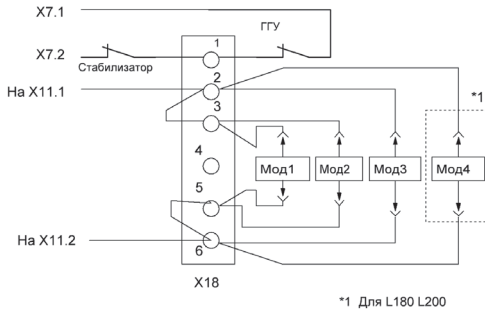 X7.1
ГГУ
X7.2
1
Стабилизатор
2
На X11.1
*1
3
4
Мод1 Мод2 Мод3 Мод4
5
На X11.2
6
X18
*1 Для L180 L200